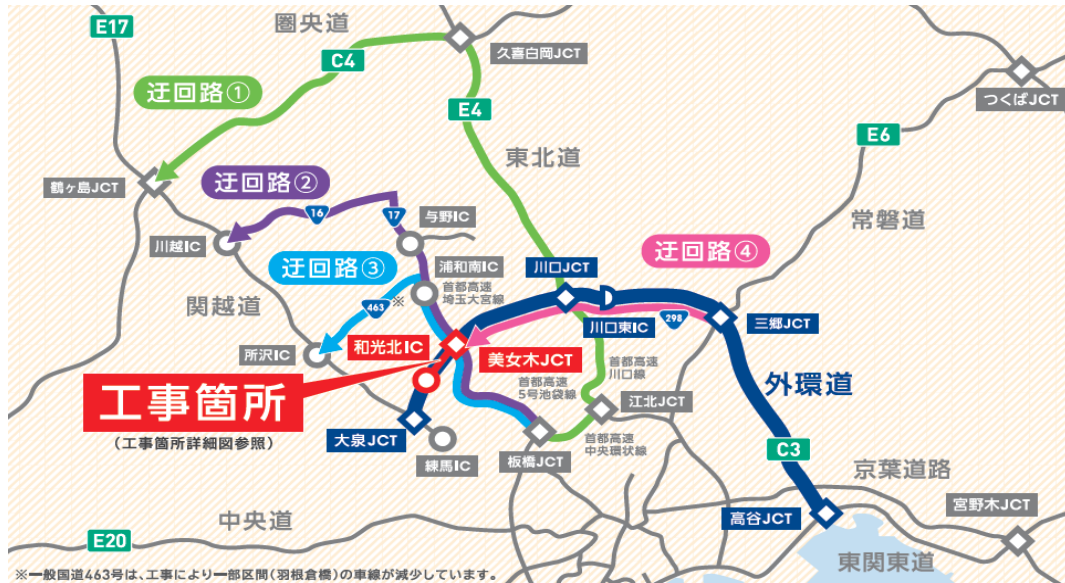 E17
圏央道
C4
久喜白岡JCT
迂回路①
E4
つくばJCT
E6
東北道
鶴ヶ島JCT
迂回路②
16
17
与野IC
常磐道
川越IC
迂回路③
浦和南IC
首都高速
埼玉大宮線
川口JCT
迂回路④
関越道
463
※
298
川口東IC
三郷JCT
所沢IC
和光北IC
美女木JCT
首都高速
川口線
工事箇所
(工事箇所詳細図参照)
首都高速
5号池袋線
江北JCT
外環道
大泉JCT
練馬IC
板橋JCT
首都高速
中央環状線
C3
京葉道路
中央道
高谷JCT
宮野木JCT
E20
東関東道
※一般国道463号は、工事により一部区間(羽根倉橋)の車線が減少しています。